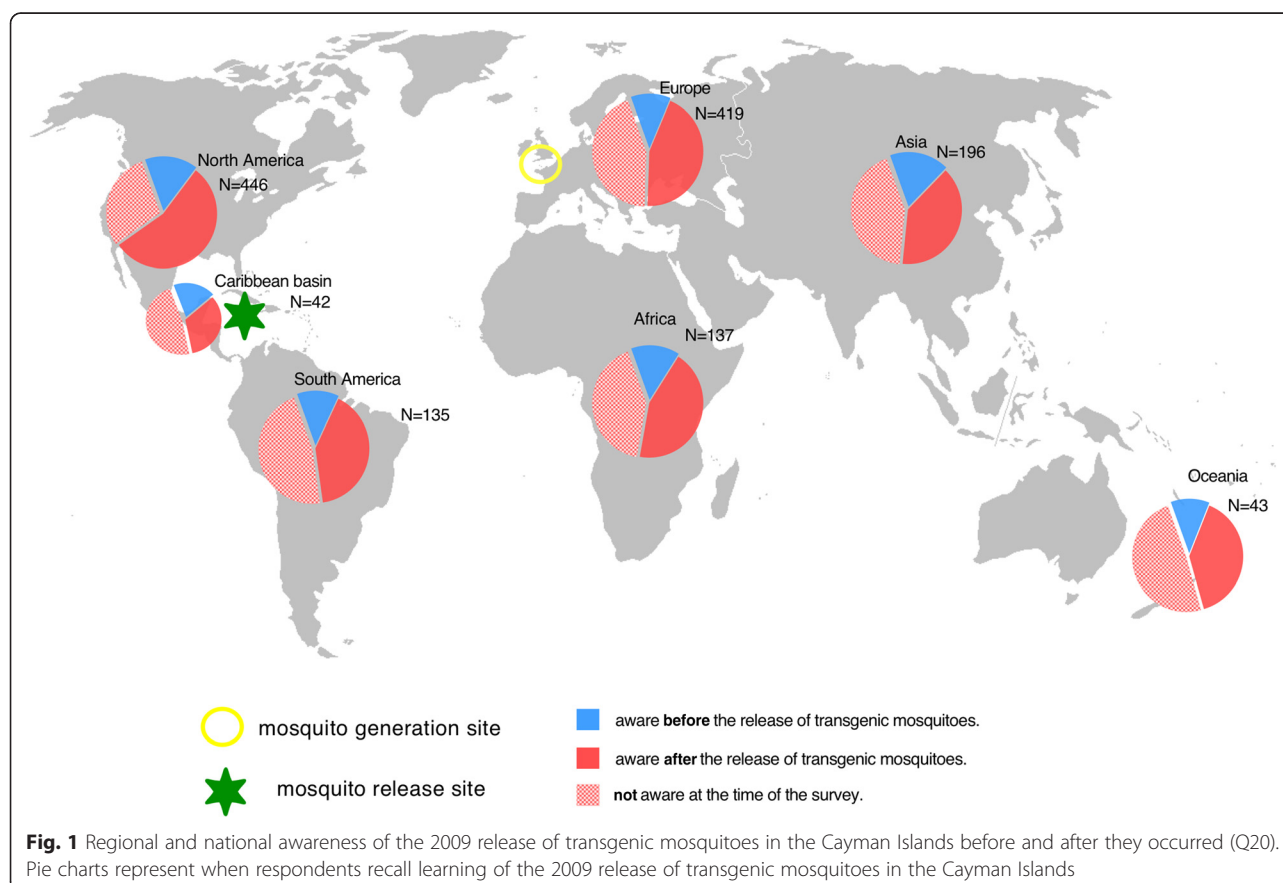 Europe
N=419
Asia
N=196
North America
N=446
Caribbean basin
N=42
Africa
N=137
South America
N=135
Oceania
N=43
mosquito generation site
mosquito release site
aware before the release of transgenic mosquitoes.
aware after the release of transgenic mosquitoes.
not aware at the time of the survey.
Fig. 1 Regional and national awareness of the 2009 release of transgenic mosquitoes in the Cayman Islands before and after they occurred (Q20).
Pie charts represent when respondents recall learning of the 2009 release of transgenic mosquitoes in the Cayman Islands